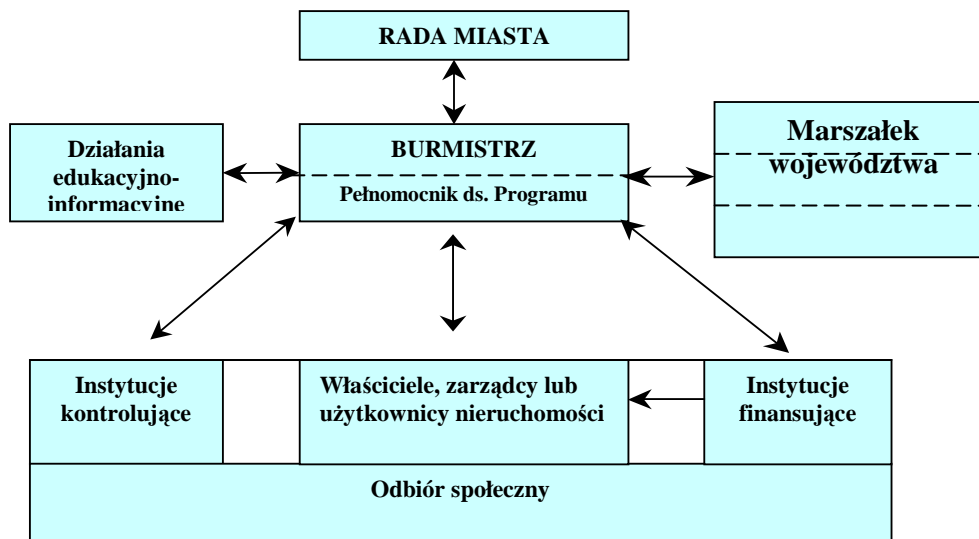 RADA MIASTA
Działania
edukacyjno-
informacyjne
BURMISTRZ
Pełnomocnik ds. Programu
Marszałek
województwa
Instytucje
kontrolujące
Właściciele, zarządcy lub
użytkownicy nieruchomości
Instytucje
finansujące
Odbiór społeczny